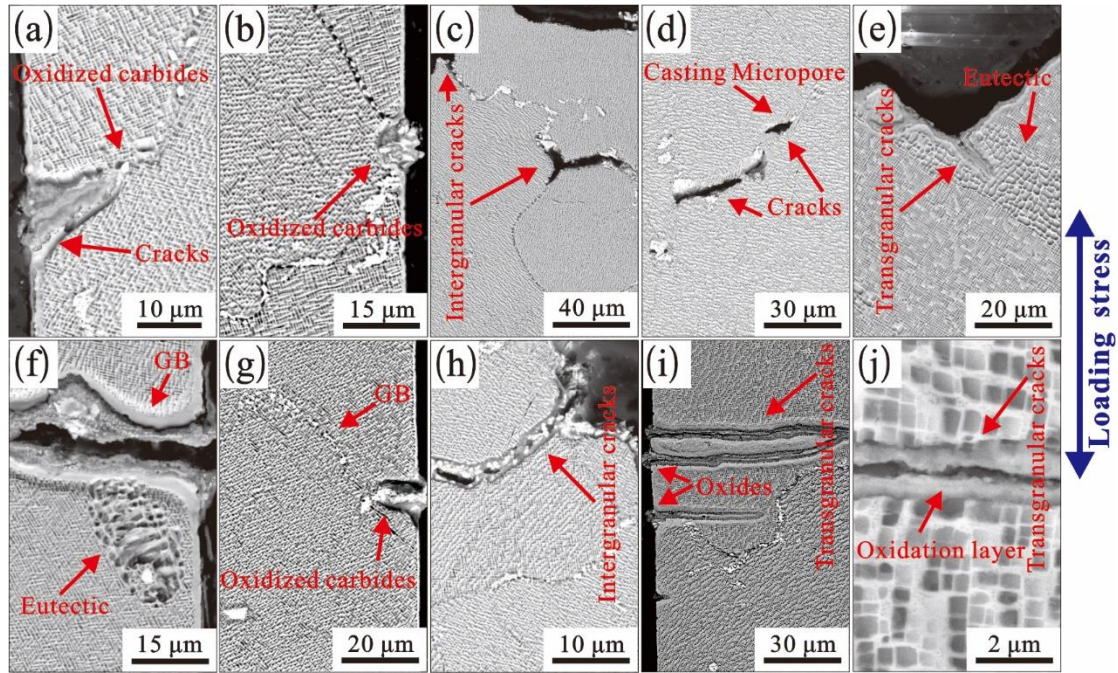 (a)
Oxidized carbides
Cracks
10 μm
(b)
Oxidized carbides
15 μm
(c)
Intergranular cracks
40 μm
(d)
Casting Micropore
Cracks
30 μm
(e)
Eutectic
Transgranular cracks
20 μm
Loading stress
(f)
GB
Eutectic
15 μm
(g)
GB
Oxidized carbides
20 μm
(h)
Intergranular cracks
10 μm
(i)
Transgranular cracks
Oxides
30 μm
(j)
Transgranular cracks
Oxidation layer
2 μm